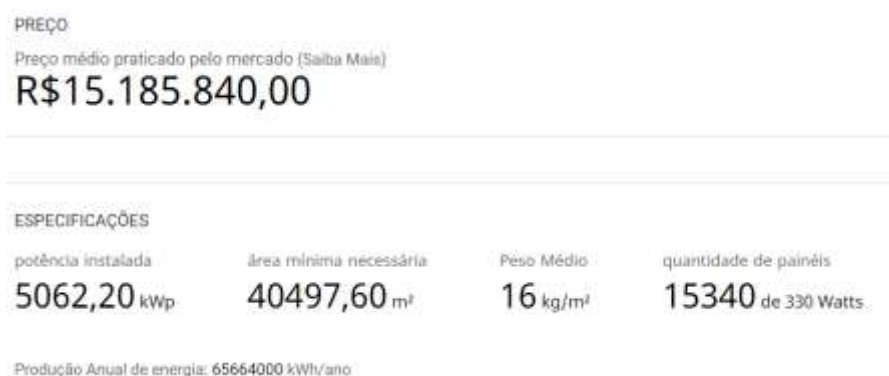 PREÇO
Preço médio praticado pelo mercado (Saiba Mais)
R$15.185.840,00
ESPECIFICAÇÕES
potência instalada área mínima necessária Peso Médio quantidade de painéis
5062,20 kWp 40497,60 m² 16 kg/m² 15340 de 330 Watts
Produção Anual de energia: 65664000 kWh/ano